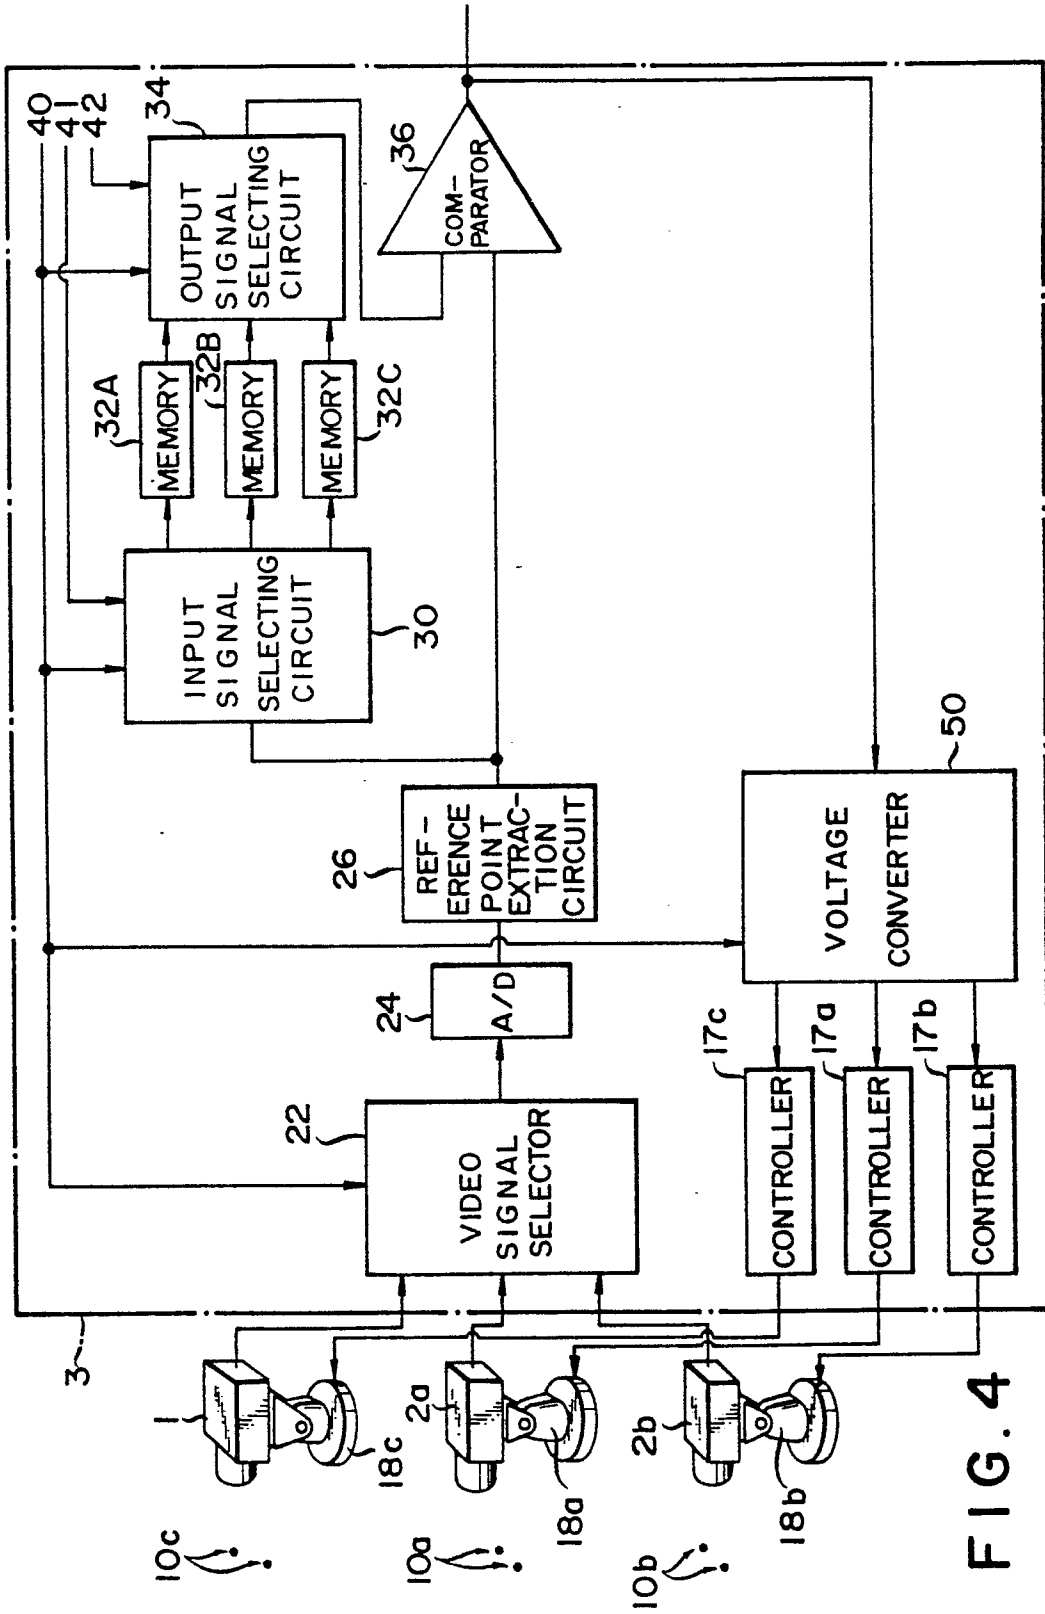 10c
1
18c
10a
2a
18a
10b
2b
18b
3
22
VIDEO
SIGNAL
SELECTOR
24
A/D
26
REF-
ERENCE
POINT
EXTRAC-
TION
CIRCUIT
INPUT
SIGNAL
SELECTING
CIRCUIT
30
32A
MEMORY
32B
MEMORY
32C
MEMORY
34
OUTPUT
SIGNAL
SELECTING
CIRCUIT
40
41
42
36
COM-
PARATOR
50
VOLTAGE
CONVERTER
17c
CONTROLLER
17a
CONTROLLER
17b
CONTROLLER
FIG. 4